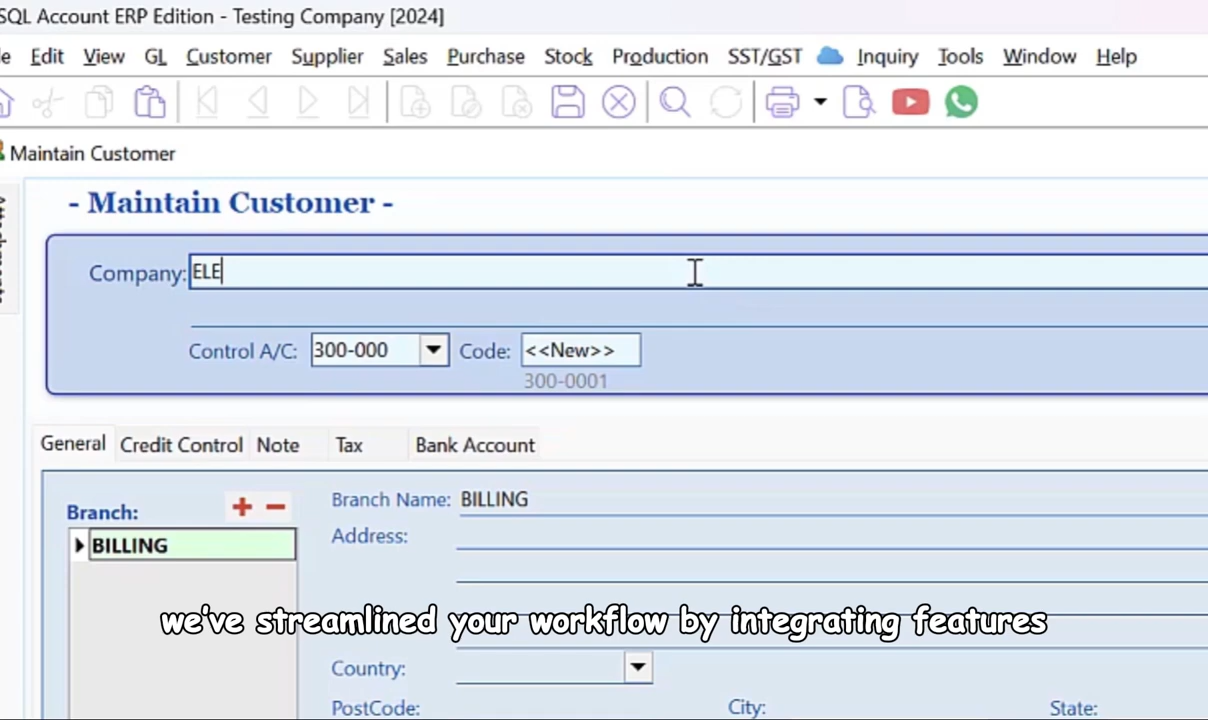 SQL Account ERP Edition - Testing Company [2024]
Edit View GL Customer Supplier Sales Purchase Stock Production SST/GST Inquiry Tools Window Help
Maintain Customer
- Maintain Customer -
Company: ELE
Control A/C: 300-000 Code: <<New>>
300-0001
General Credit Control Note Tax Bank Account
Branch: Branch Name: BILLING
BILLING Address:
we've streamlined your workflow by integrating features
Country:
PostCode: City: State: